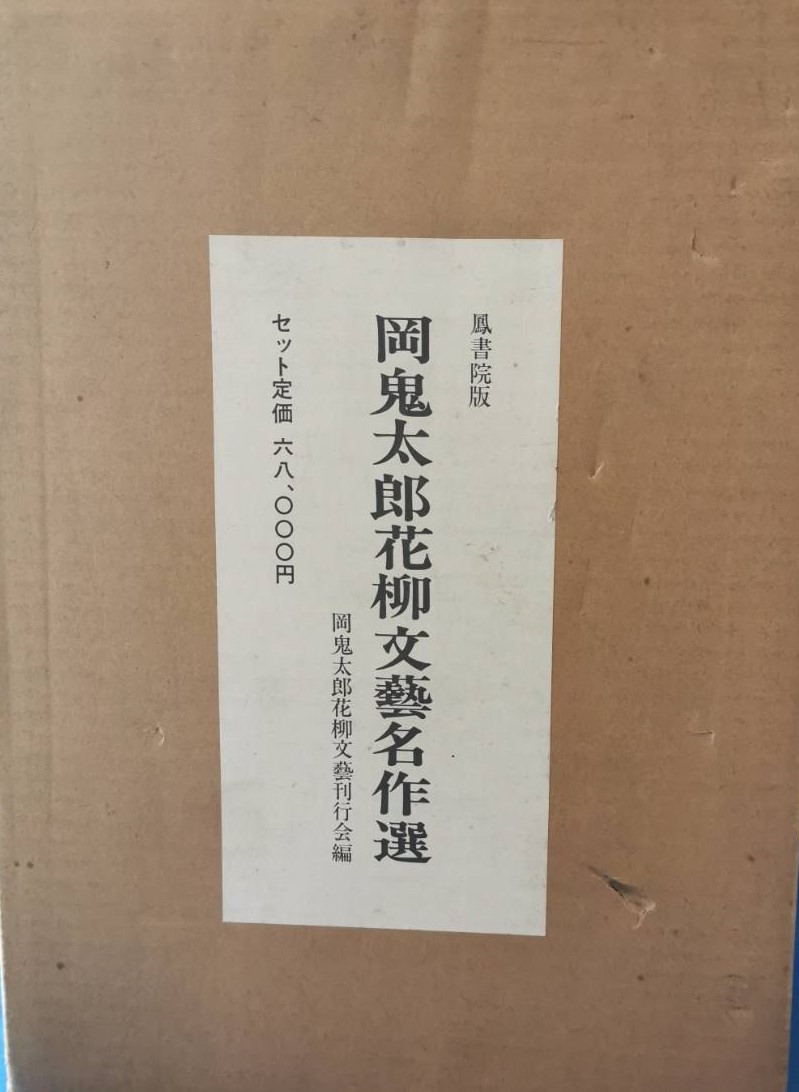 鳳書院版
岡鬼太郎花柳文藝名作選
岡鬼太郎花柳文藝刊行会編
セット定価 六八、〇〇〇円